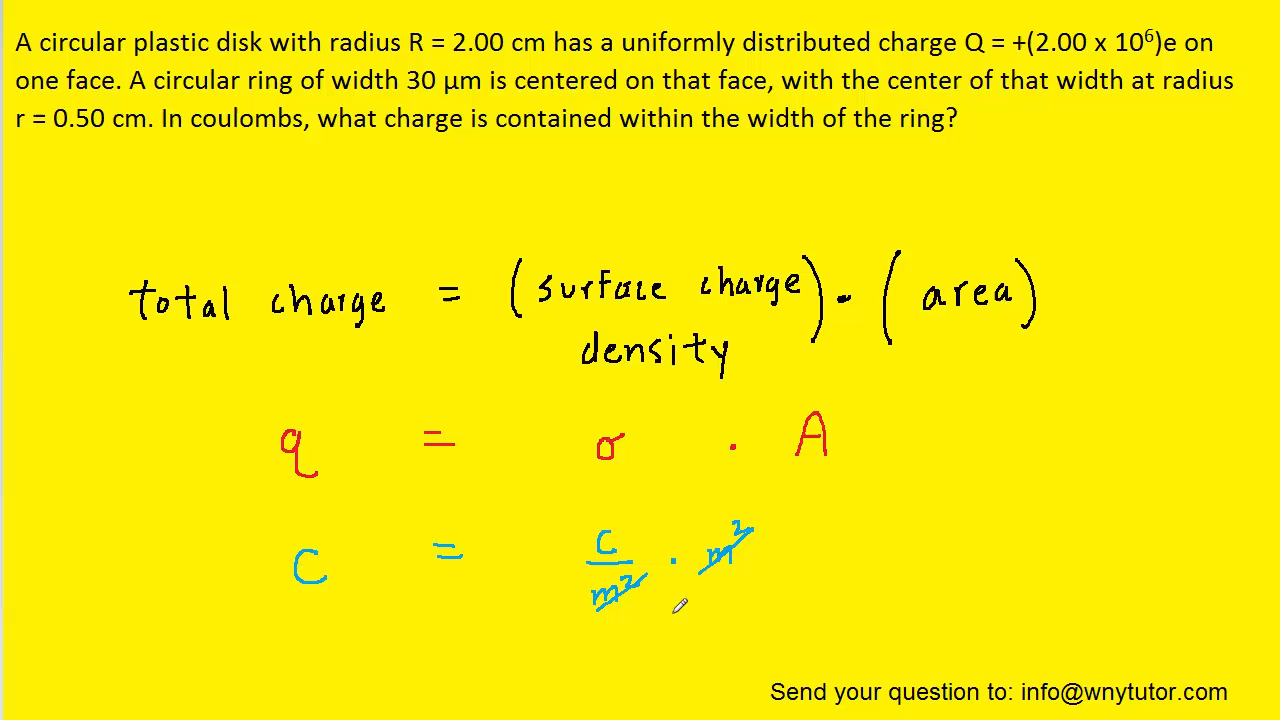 A circular plastic disk with radius R = 2.00 cm has a uniformly distributed charge Q = +(2.00 x 10⁶)e on
one face. A circular ring of width 30 µm is centered on that face, with the center of that width at radius
r = 0.50 cm. In coulombs, what charge is contained within the width of the ring?
total charge = (surface charge density) · (area)
q = σ · A
C = C/m² · m²
Send your question to: info@wnytutor.com